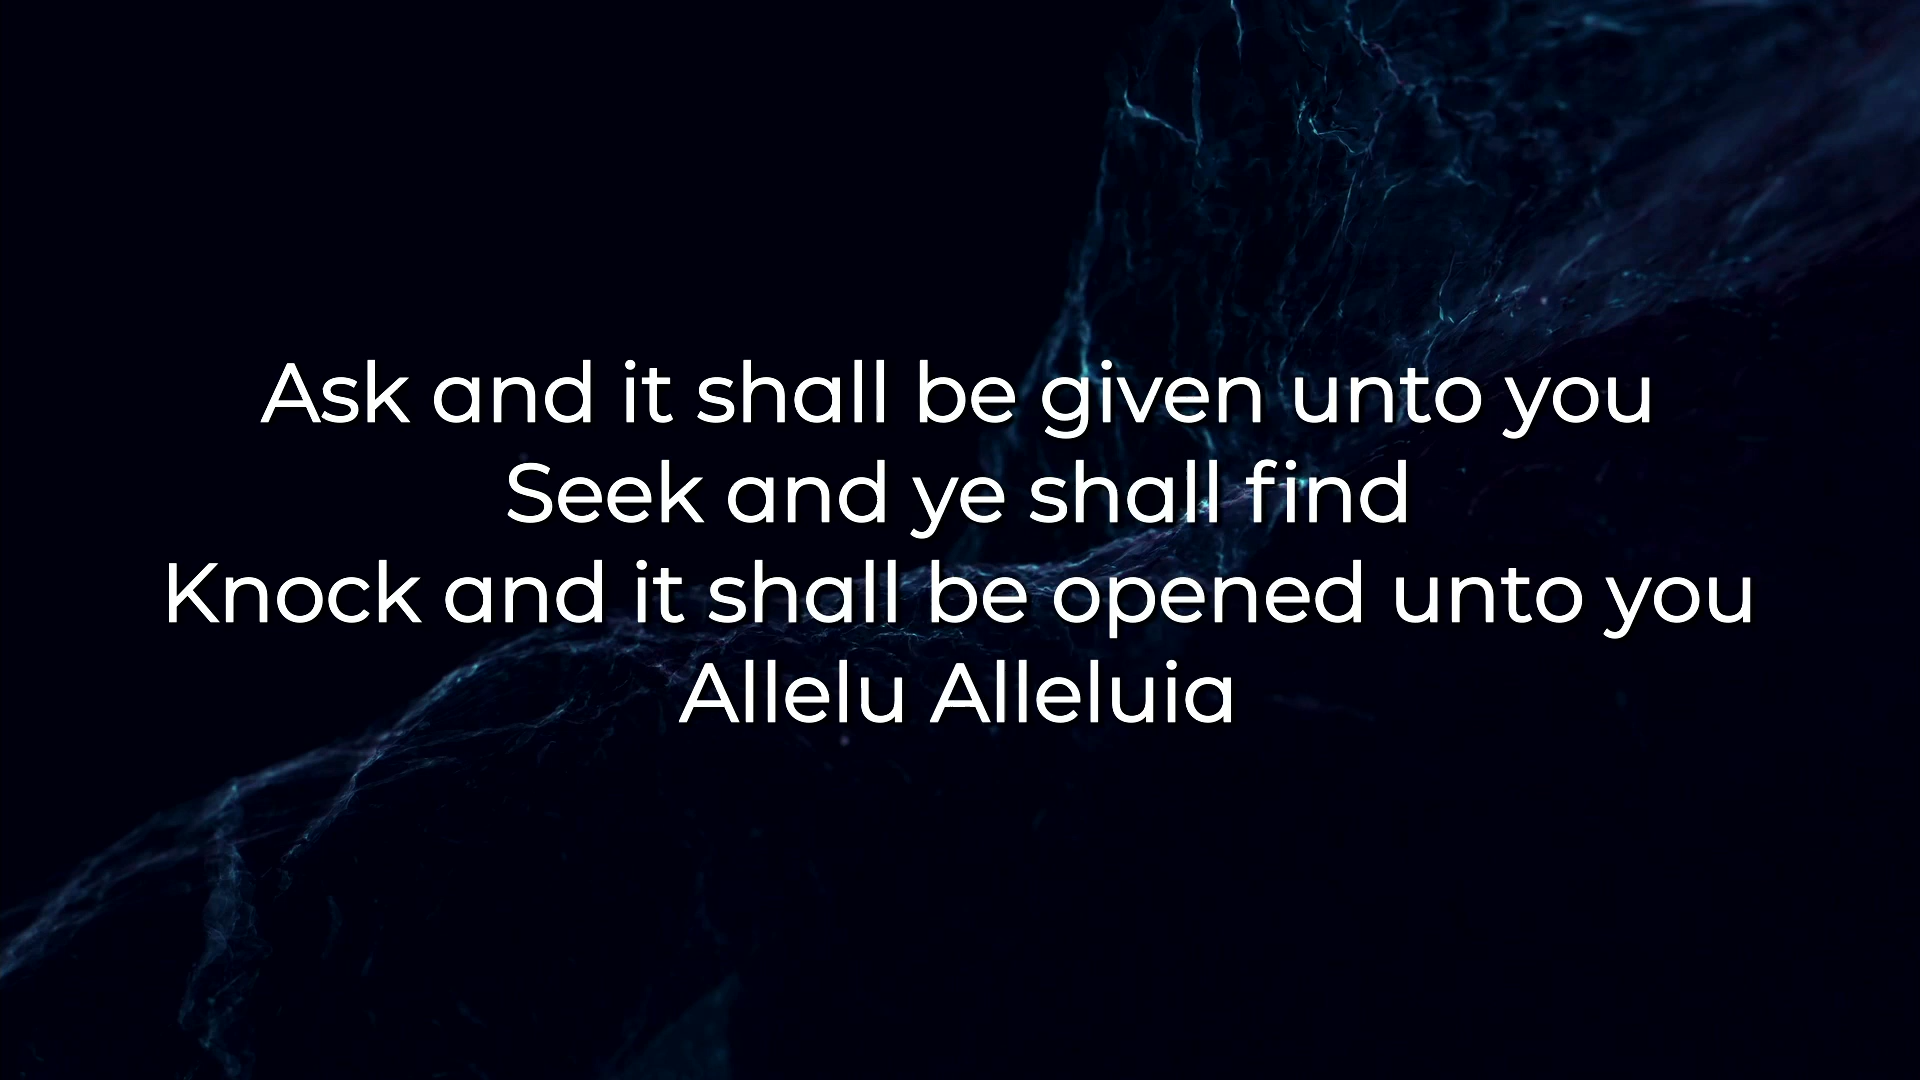 Ask and it shall be given unto you
Seek and ye shall find
Knock and it shall be opened unto you
Allelu Alleluia